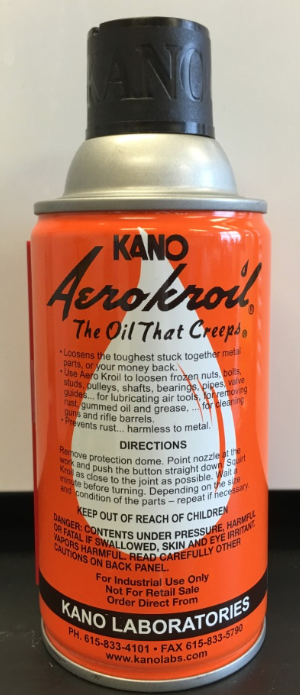 KANO
KANO
Aerokroil®
The Oil That Creeps®
• Loosens the toughest stuck together metal
parts, or your money back.
• Use Aero Kroil to loosen frozen nuts, bolts,
studs, pulleys, shafts, bearings, pipes, valve
guides... for lubricating air tools, for removing
rust, gummed oil and grease, ... for cleaning
guns and rifle barrels.
• Prevents rust... harmless to metal.
DIRECTIONS
Remove protection dome. Point nozzle at the
work and push the button straight down. Squirt
Kroil as close to the joint as possible. Wait a
minute before turning. Depending on the size
and condition of the parts – repeat if necessary.
KEEP OUT OF REACH OF CHILDREN
DANGER: CONTENTS UNDER PRESSURE, HARMFUL
OR FATAL IF SWALLOWED, SKIN AND EYE IRRITANT.
VAPORS HARMFUL. READ CAREFULLY OTHER
CAUTIONS ON BACK PANEL.
For Industrial Use Only
Not For Retail Sale
Order Direct From
KANO LABORATORIES
PH. 615-833-4101 • FAX 615-833-5790
www.kanolabs.com